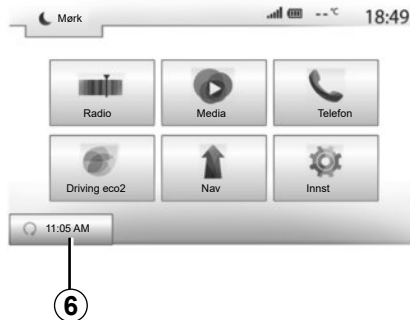 Mørk
--°C
18:49
Radio
Media
Telefon
Driving eco2
Nav
Innst
11:05 AM
6